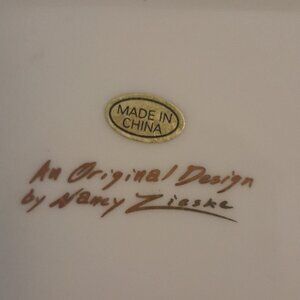 MADE IN
CHINA
An Original Design
by Nancy Zieske